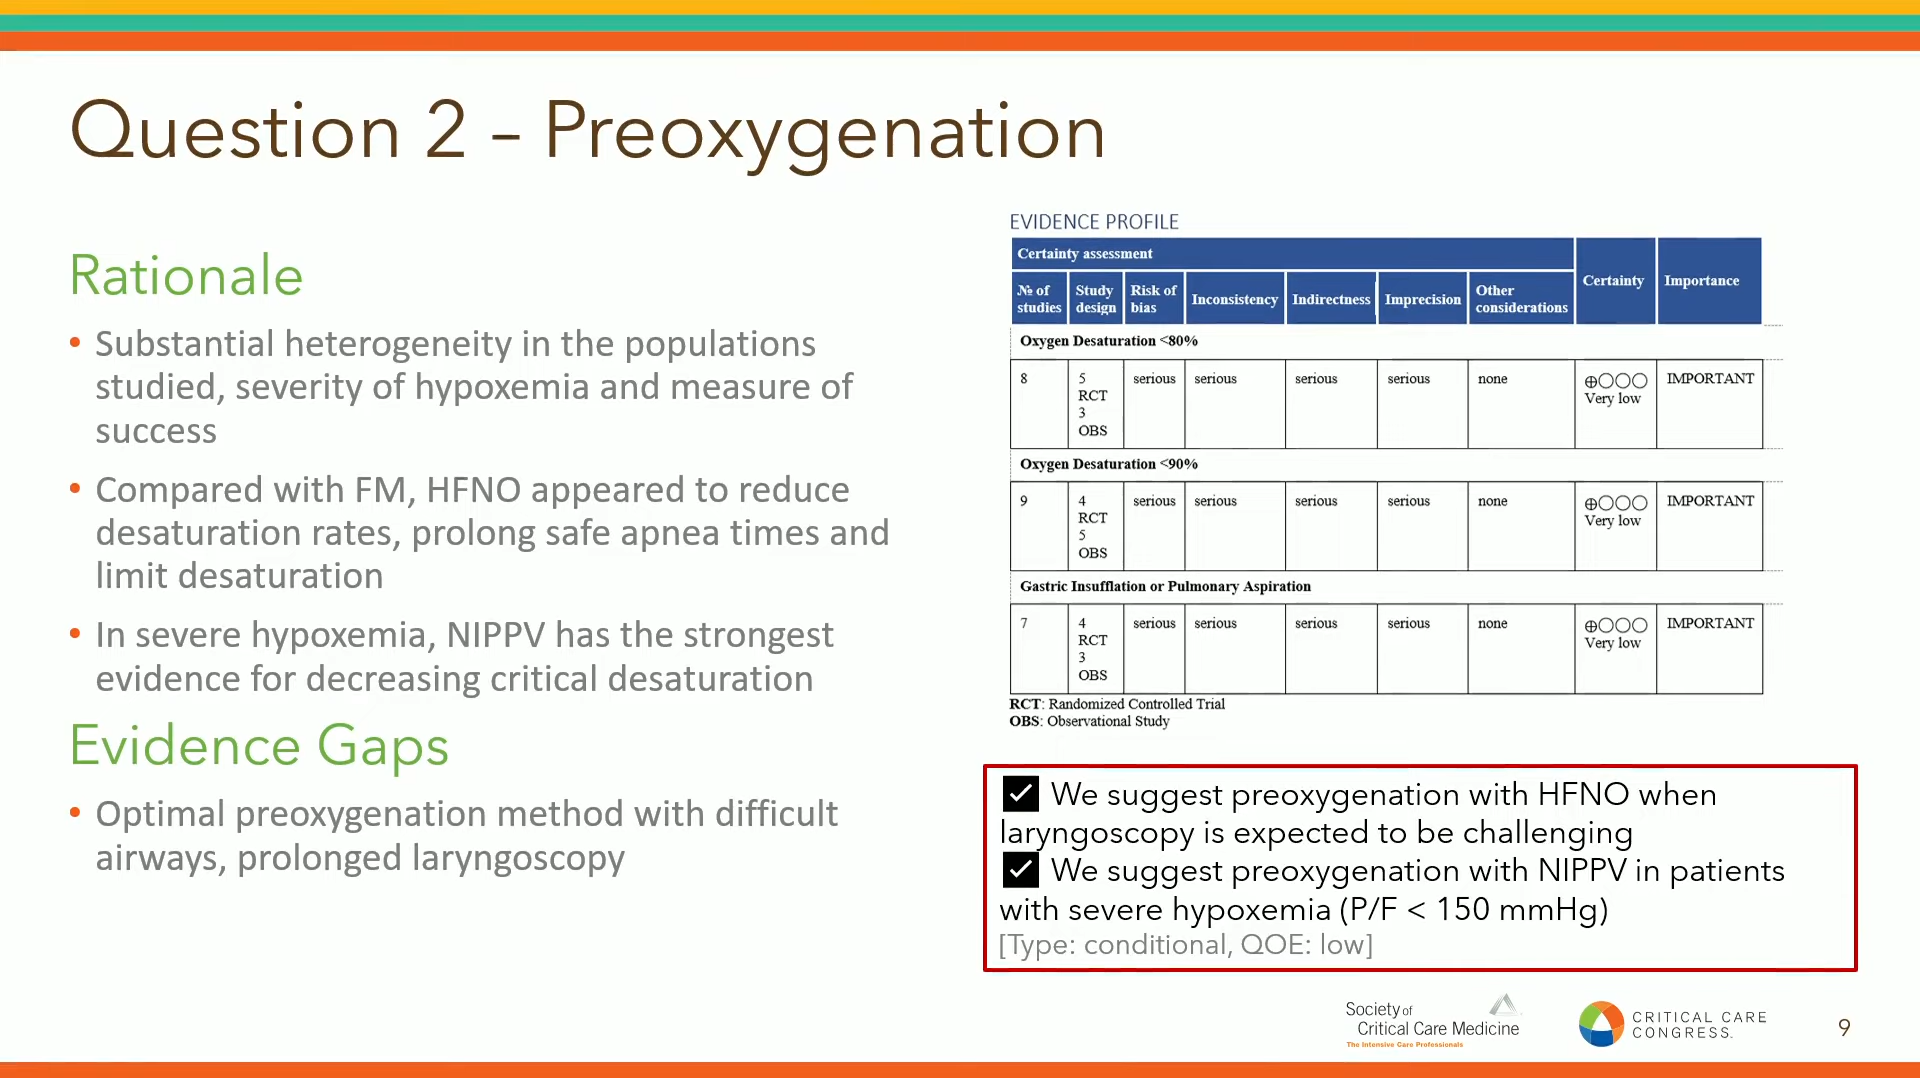 Question 2 – Preoxygenation
Rationale
• Substantial heterogeneity in the populations
studied, severity of hypoxemia and measure of
success
• Compared with FM, HFNO appeared to reduce
desaturation rates, prolong safe apnea times and
limit desaturation
• In severe hypoxemia, NIPPV has the strongest
evidence for decreasing critical desaturation
Evidence Gaps
• Optimal preoxygenation method with difficult
airways, prolonged laryngoscopy
EVIDENCE PROFILE
Certainty assessment
Certainty
Importance
№ of
studies
Study
design
Risk of
bias
Inconsistency
Indirectness
Imprecision
Other
considerations
Oxygen Desaturation <80%
8
5
RCT
3
OBS
serious
serious
serious
serious
none
⊕○○○
Very low
IMPORTANT
Oxygen Desaturation <90%
9
4
RCT
5
OBS
serious
serious
serious
serious
none
⊕○○○
Very low
IMPORTANT
Gastric Insufflation or Pulmonary Aspiration
7
4
RCT
3
OBS
serious
serious
serious
serious
none
⊕○○○
Very low
IMPORTANT
RCT: Randomized Controlled Trial
OBS: Observational Study
☑ We suggest preoxygenation with HFNO when
laryngoscopy is expected to be challenging
☑ We suggest preoxygenation with NIPPV in patients
with severe hypoxemia (P/F < 150 mmHg)
[Type: conditional, QOE: low]
Society of
Critical Care Medicine
The Intensive Care Professionals
CRITICAL CARE
CONGRESS.
9